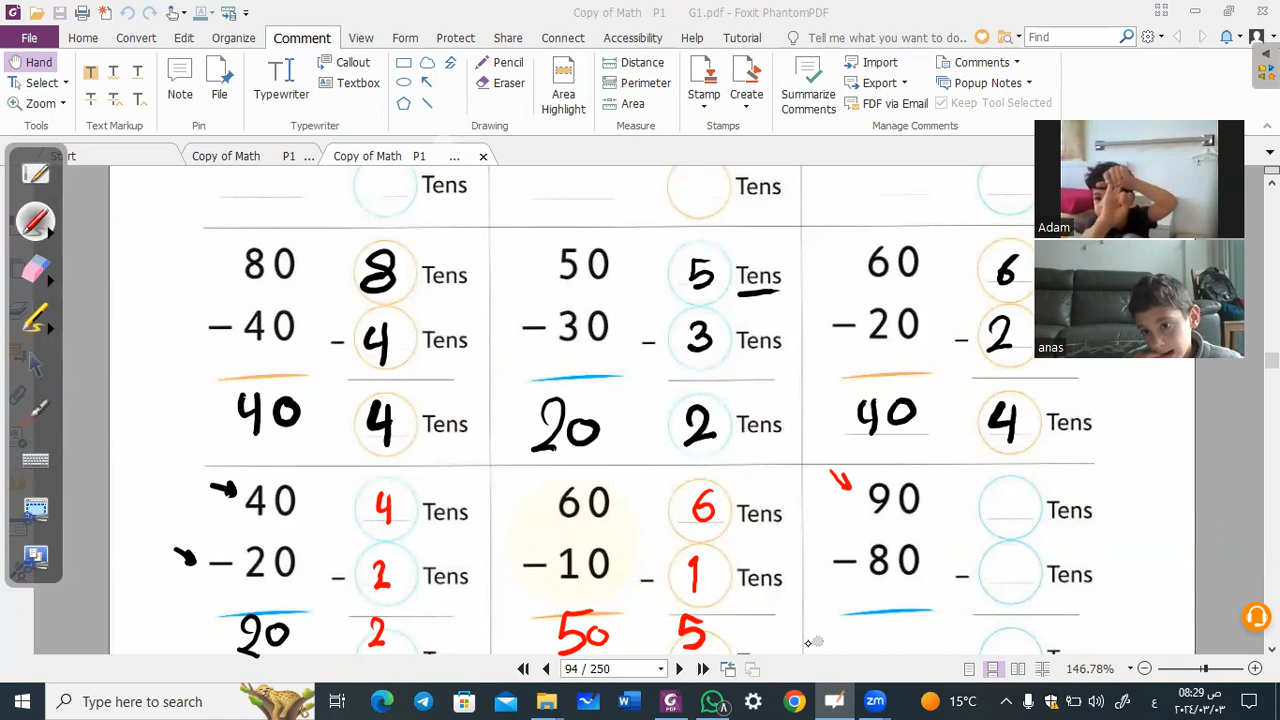 Copy of Math P1 G1.pdf - Foxit PhantomPDF
File Home Convert Edit Organize Comment View Form Protect Share Connect Accessibility Help Tutorial Tell me what you want to do.. Find
Hand
Select
Zoom
Tools
Text Markup
Note
File
Pin
Typewriter
Callout
Textbox
Typewriter
Pencil
Eraser
Drawing
Area Highlight
Distance
Perimeter
Area
Measure
Stamp
Create
Stamps
Summarize Comments
Import
Export
FDF via Email
Comments
Popup Notes
Keep Tool Selected
Manage Comments
Start Copy of Math P1 ... Copy of Math P1 ...
Tens Tens
80 8 Tens 50 5 Tens 60 6
-40 - 4 Tens -30 - 3 Tens -20 - 2
40 4 Tens 20 2 Tens 40 4 Tens
40 4 Tens 60 6 Tens 90 Tens
-20 - 2 Tens -10 - 1 Tens -80 - Tens
20 2 50 5
Adam
anas
94 / 250 146.78%
Type here to search 15°C ع ص 08:29
٢٠٢٤/٠٣/٠٣